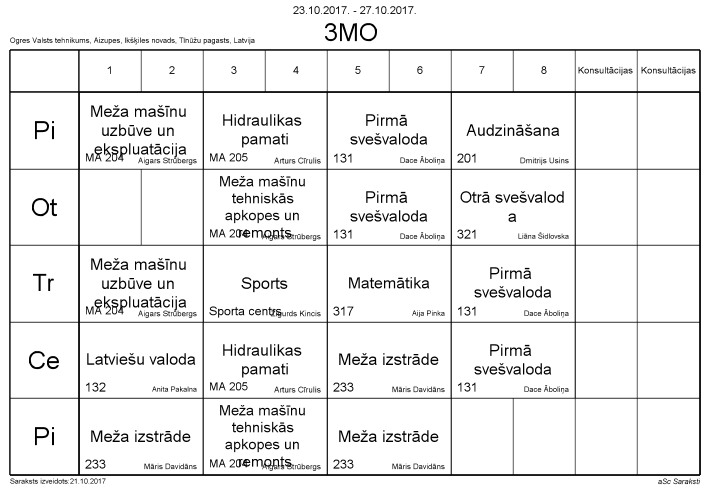 23.10.2017. - 27.10.2017.
3MO
Ogres Valsts tehnikums, Aizupes, Ikšķiles novads, Tīnūžu pagasts, Latvija
1 2 3 4 5 6 7 8 Konsultācijas Konsultācijas
Pi
Meža mašīnu
uzbūve un
ekspluatācija
MA 204 Aigars Strūbergs
Hidraulikas
pamati
MA 205 Arturs Cīrulis
Pirmā
svešvaloda
131 Dace Āboliņa
Audzināšana
201 Dmitrijs Usins
Ot
Meža mašīnu
tehniskās
apkopes un
remonts
MA 204 Aigars Strūbergs
Pirmā
svešvaloda
131 Dace Āboliņa
Otrā svešvalod
a
321 Liāna Šidlovska
Tr
Meža mašīnu
uzbūve un
ekspluatācija
MA 204 Aigars Strūbergs
Sports
Sporta centrs Zigurds Kincis
Matemātika
317 Aija Pinka
Pirmā
svešvaloda
131 Dace Āboliņa
Ce
Latviešu valoda
132 Anita Pakalna
Hidraulikas
pamati
MA 205 Arturs Cīrulis
Meža izstrāde
233 Māris Davidāns
Pirmā
svešvaloda
131 Dace Āboliņa
Pi
Meža izstrāde
233 Māris Davidāns
Meža mašīnu
tehniskās
apkopes un
remonts
MA 204 Aigars Strūbergs
Meža izstrāde
233 Māris Davidāns
Saraksts izveidots:21.10.2017
aSc Saraksti